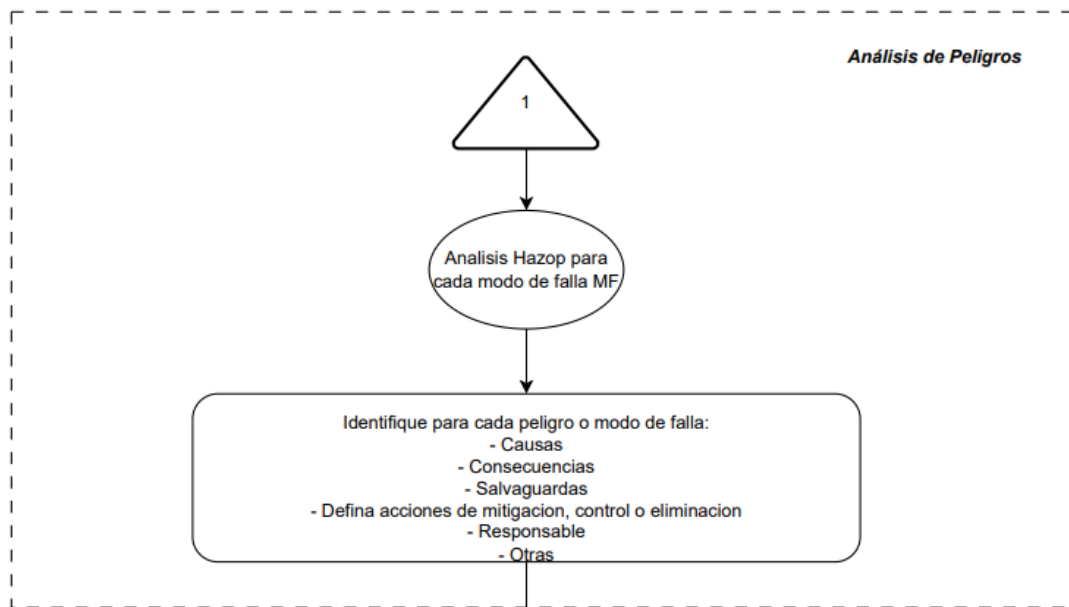 Análisis de Peligros
1
Analisis Hazop para
cada modo de falla MF
Identifique para cada peligro o modo de falla:
- Causas
- Consecuencias
- Salvaguardas
- Defina acciones de mitigacion, control o eliminacion
- Responsable
- Otras